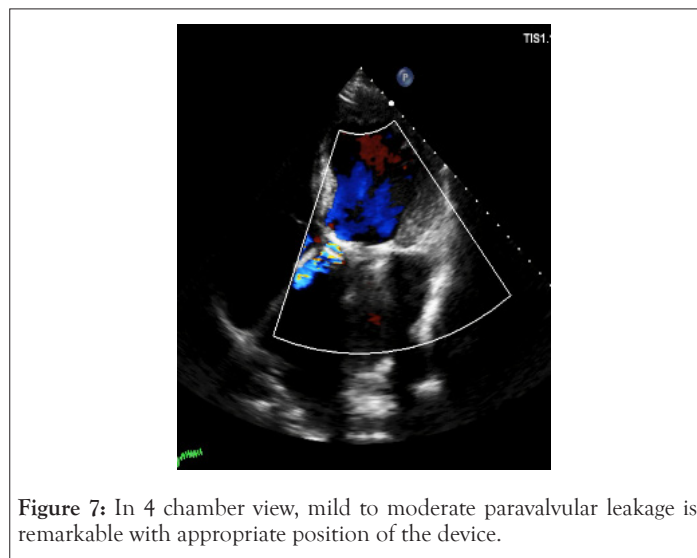 TIS1.
P
Figure 7: In 4 chamber view, mild to moderate paravalvular leakage is
remarkable with appropriate position of the device.